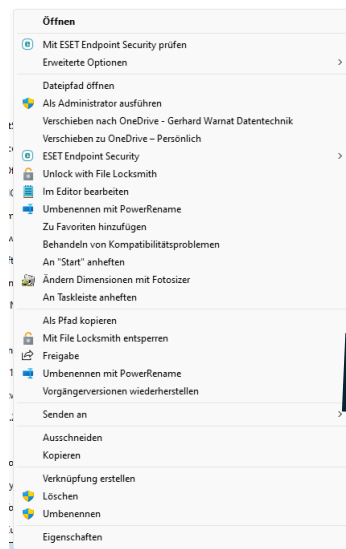 Öffnen
Mit ESET Endpoint Security prüfen
Erweiterte Optionen
Dateipfad öffnen
Als Administrator ausführen
Verschieben nach OneDrive - Gerhard Warnat Datentechnik
Verschieben zu OneDrive – Persönlich
ESET Endpoint Security
Unlock with File Locksmith
Im Editor bearbeiten
Umbenennen mit PowerRename
Zu Favoriten hinzufügen
Behandeln von Kompatibilitätsproblemen
An "Start" anheften
Ändern Dimensionen mit Fotosizer
An Taskleiste anheften
Als Pfad kopieren
Mit File Locksmith entsperren
Freigabe
Umbenennen mit PowerRename
Vorgängerversionen wiederherstellen
Senden an
Ausschneiden
Kopieren
Verknüpfung erstellen
Löschen
Umbenennen
Eigenschaften